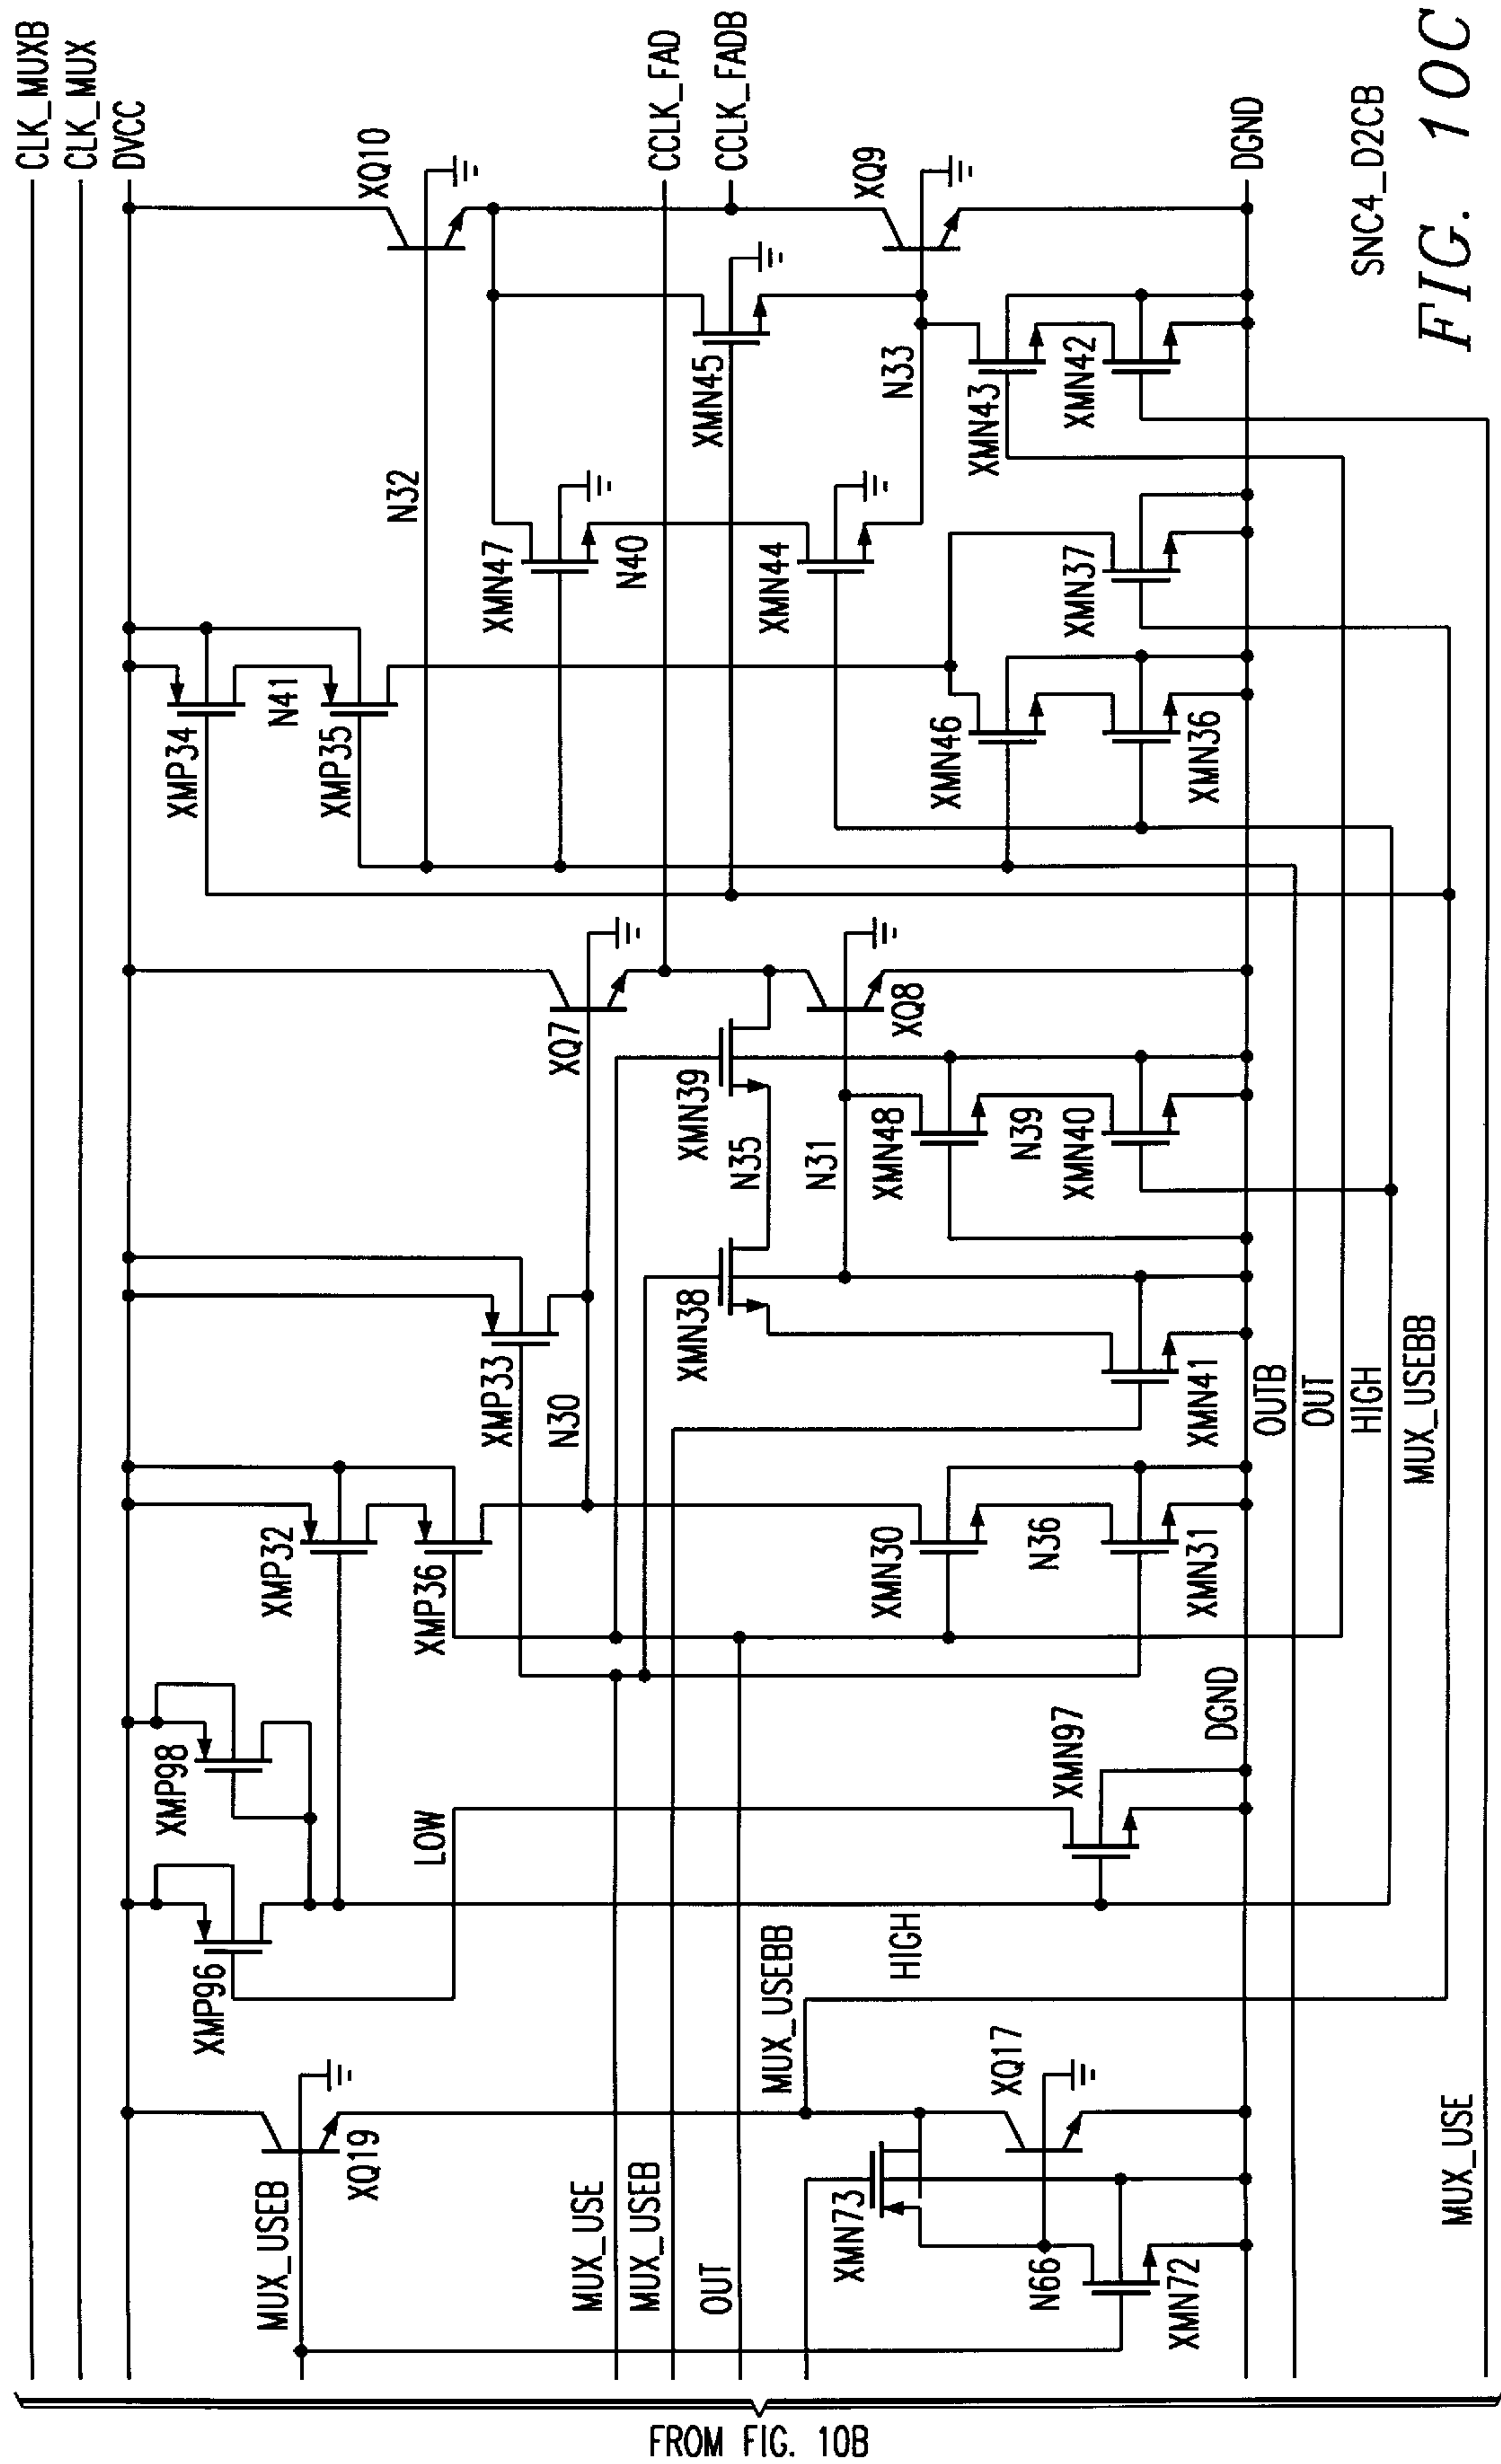 CLK_MUXB
CLK_MUX
DVCC
XQ10
CCLK_FAD
CCLK_FADB
XQ9
DGND
SNC4_D2CB
FIG. 10C
N32
XMN45
N33
XMN43
XMN42
XMN47
N40
XMN44
XMN37
XMP34
N41
XMP35
XMN46
XMN36
XQ7
XQ8
XMN39
N35
N31
XMN48
N39
XMN40
XMP33
N30
XMN38
XMN41
OUTB
OUT
HIGH
MUX_USEBB
XMP32
XMP36
XMN30
N36
XMN31
XMP98
LOW
XMN97
DGND
XMP96
MUX_USEBB
HIGH
XQ17
MUX_USEB
XQ19
MUX_USE
MUX_USEB
OUT
XMN73
N66
XMN72
MUX_USE
FROM FIG. 10B